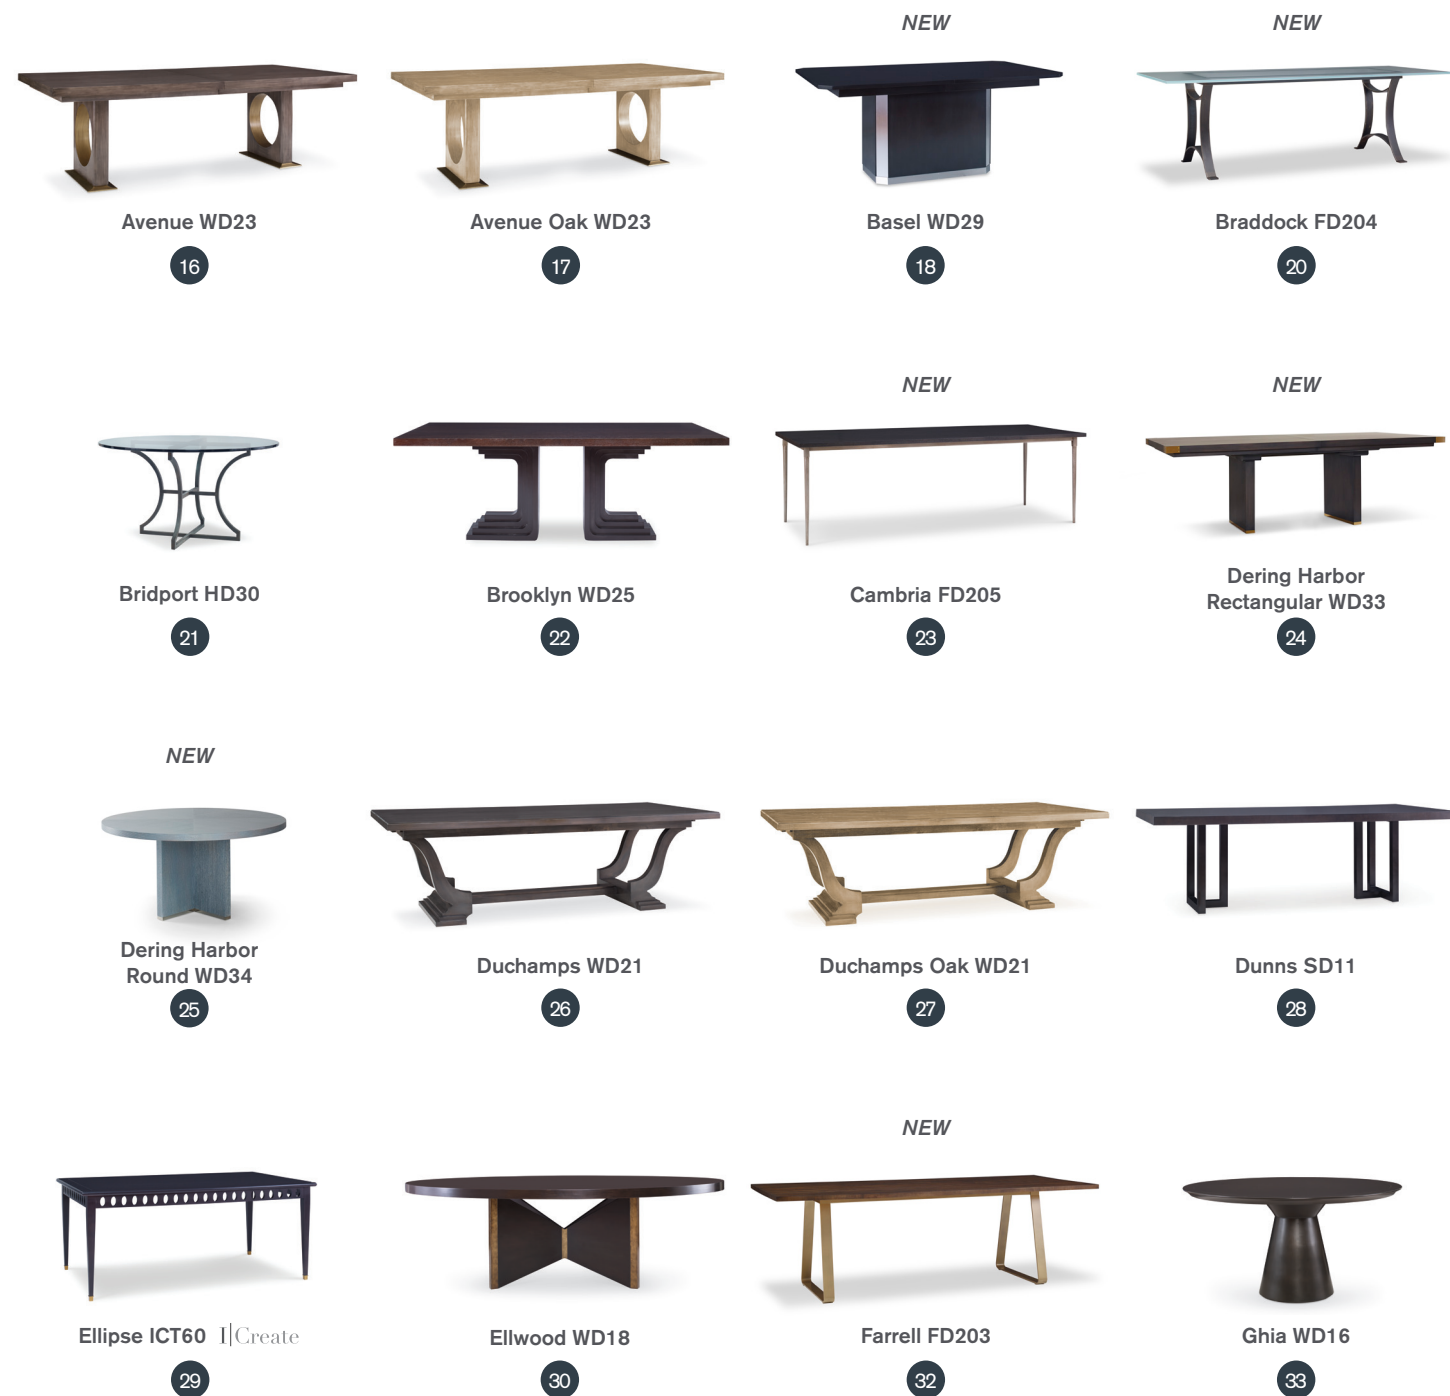 NEW
NEW
Avenue WD23
Avenue Oak WD23
Basel WD29
Braddock FD204
16
17
18
20
NEW
NEW
Bridport HD30
Brooklyn WD25
Cambria FD205
Dering Harbor
Rectangular WD33
21
22
23
24
NEW
Dering Harbor
Round WD34
Duchamps WD21
Duchamps Oak WD21
Dunns SD11
25
26
27
28
NEW
Ellipse ICT60 I|Create
Ellwood WD18
Farrell FD203
Ghia WD16
29
30
32
33